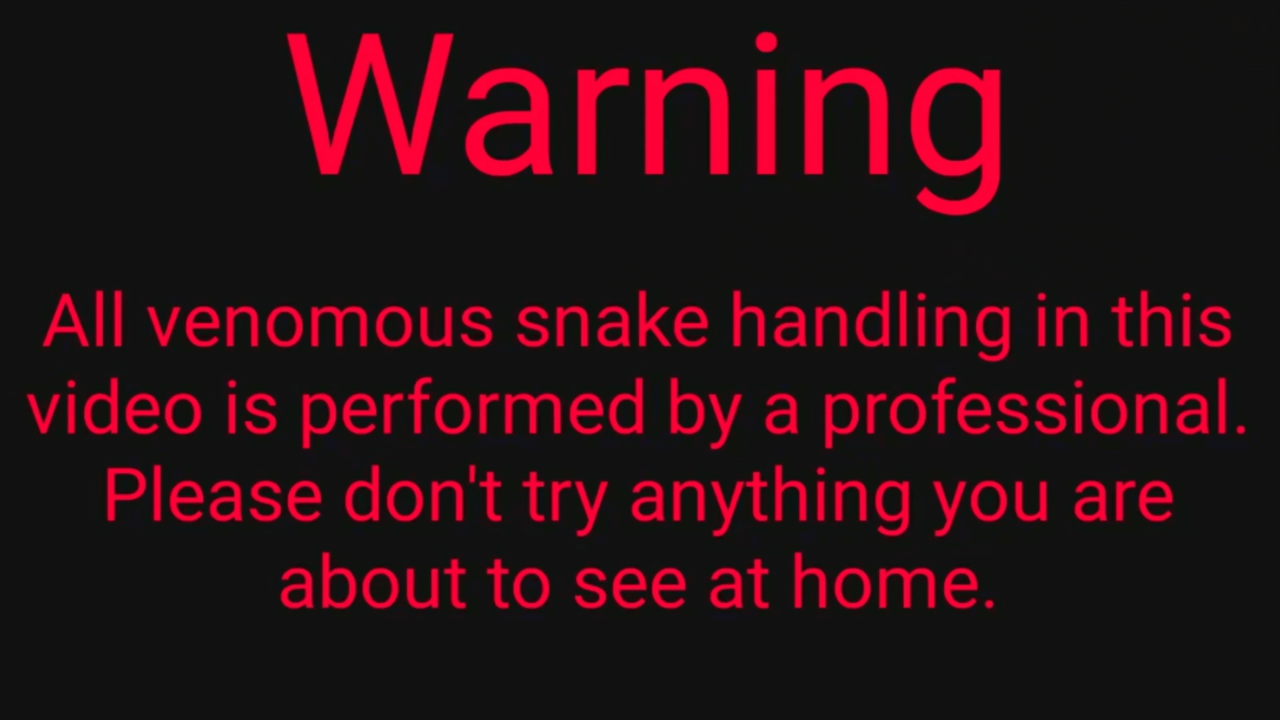 Warning
All venomous snake handling in this
video is performed by a professional.
Please don't try anything you are
about to see at home.